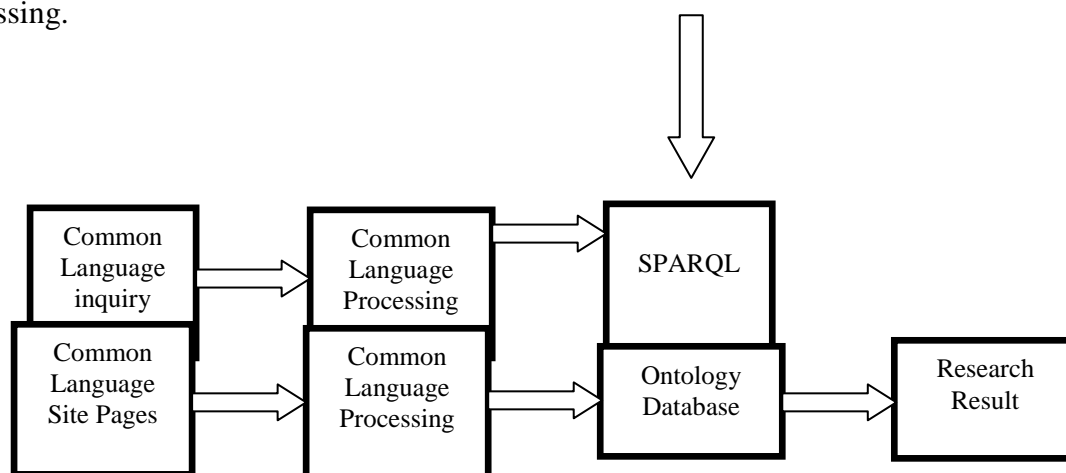 ssing.
Common
Language
inquiry
Common
Language
Processing
SPARQL
Common
Language
Site Pages
Common
Language
Processing
Ontology
Database
Research
Result